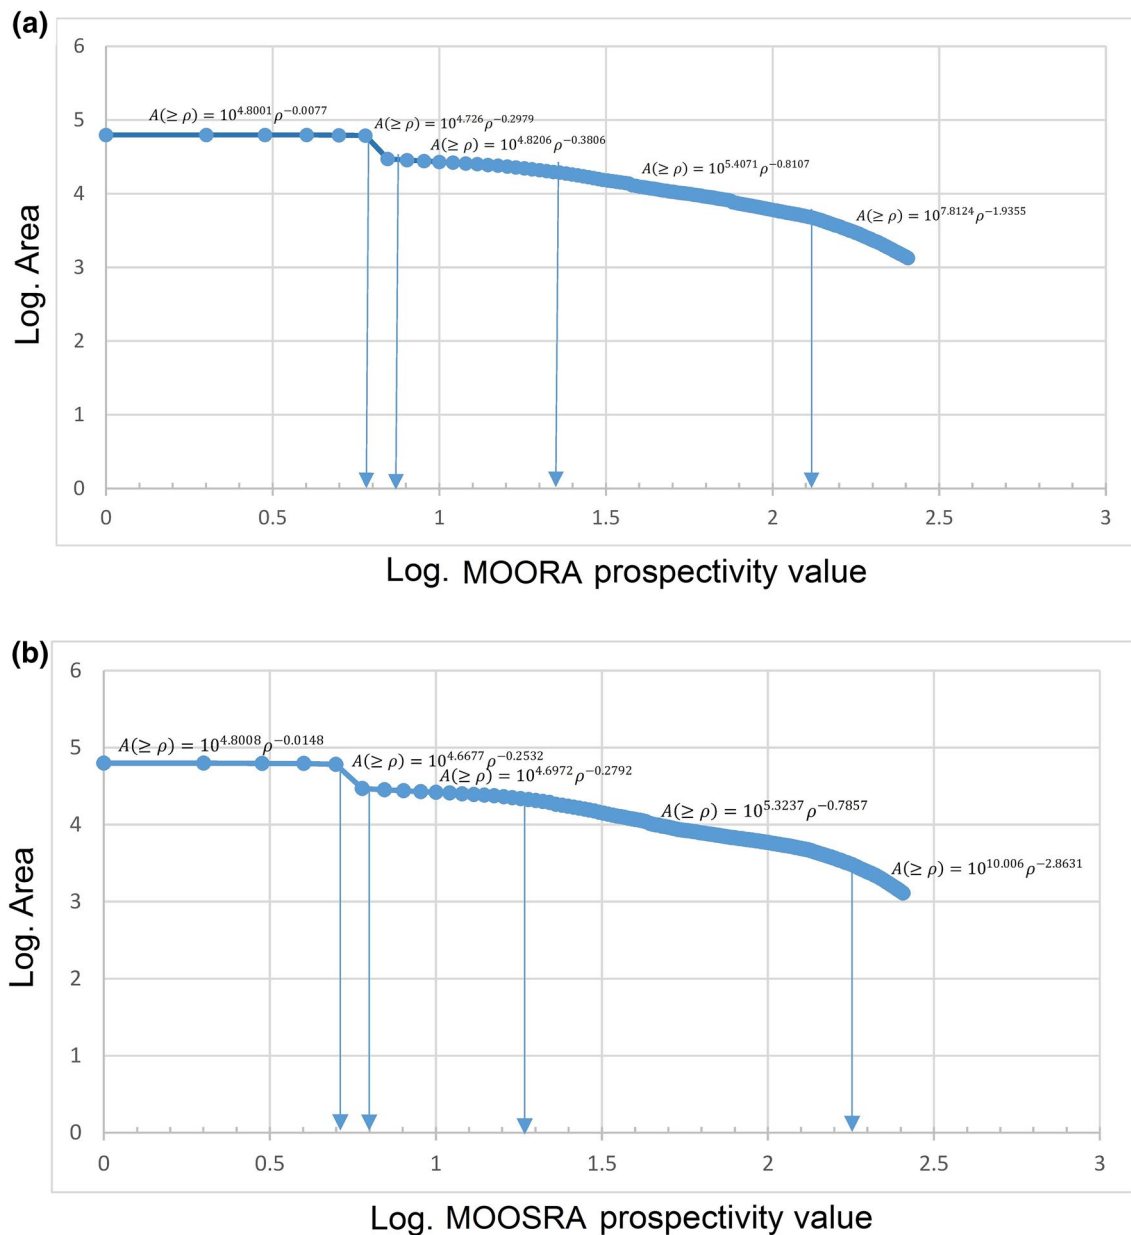 (a)
6
5
4
3
2
1
0
Log. Area
A(≥ ρ) = 10^4.8001 ρ^−0.0077
A(≥ ρ) = 10^4.726 ρ^−0.2979
A(≥ ρ) = 10^4.8206 ρ^−0.3806
A(≥ ρ) = 10^5.4071 ρ^−0.8107
A(≥ ρ) = 10^7.8124 ρ^−1.9355
0 0.5 1 1.5 2 2.5 3
Log. MOORA prospectivity value
(b)
6
5
4
3
2
1
0
Log. Area
A(≥ ρ) = 10^4.8008 ρ^−0.0148
A(≥ ρ) = 10^4.6677 ρ^−0.2532
A(≥ ρ) = 10^4.6972 ρ^−0.2792
A(≥ ρ) = 10^5.3237 ρ^−0.7857
A(≥ ρ) = 10^10.006 ρ^−2.8631
0 0.5 1 1.5 2 2.5 3
Log. MOOSRA prospectivity value